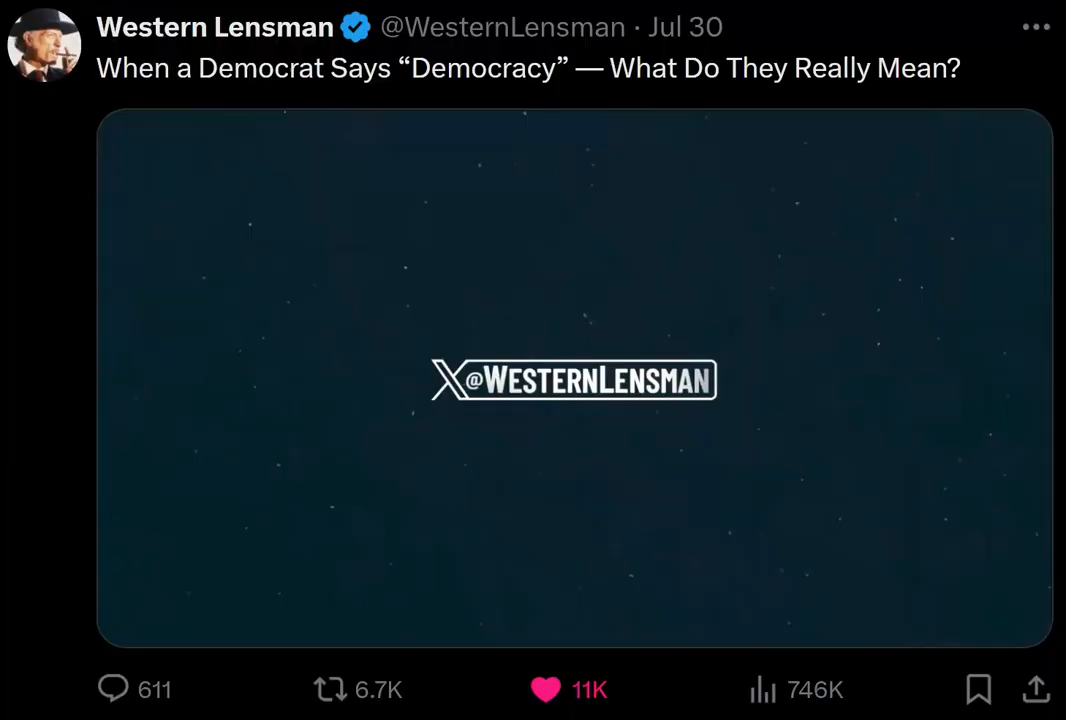 Western Lensman @WesternLensman · Jul 30
When a Democrat Says “Democracy” — What Do They Really Mean?
X@WESTERNLENSMAN
611 6.7K 11K 746K